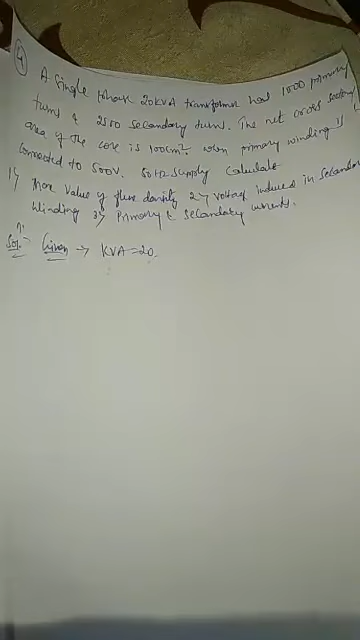 4) A single phase 20KVA transformer has 1000 primary
turns & 2500 secondary turns. The net cross section
area of the core is 100cm². when primary winding is
connected to 500V. 50Hz supply Calculate
1) max value of flux density 2) voltage induced in secondary
winding 3) Primary & secondary currents.
Sol: Given → KVA = 20.